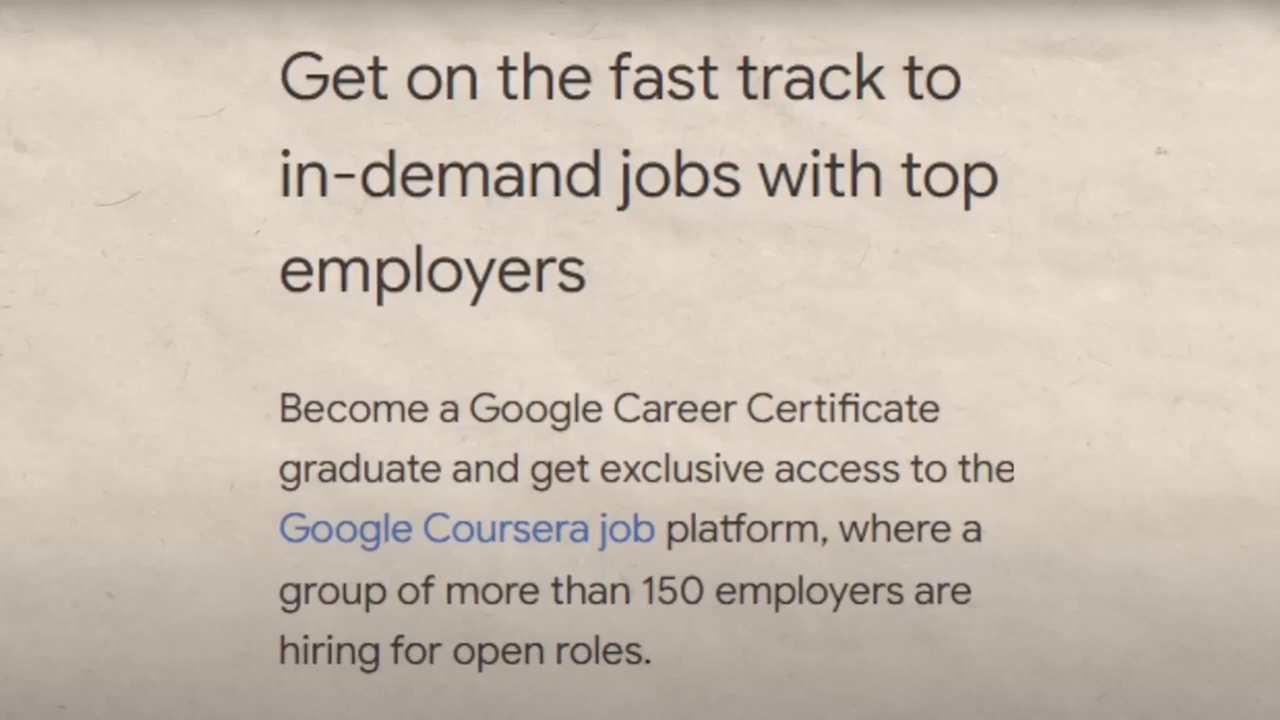 Get on the fast track to
in-demand jobs with top
employers
Become a Google Career Certificate
graduate and get exclusive access to the
Google Coursera job platform, where a
group of more than 150 employers are
hiring for open roles.